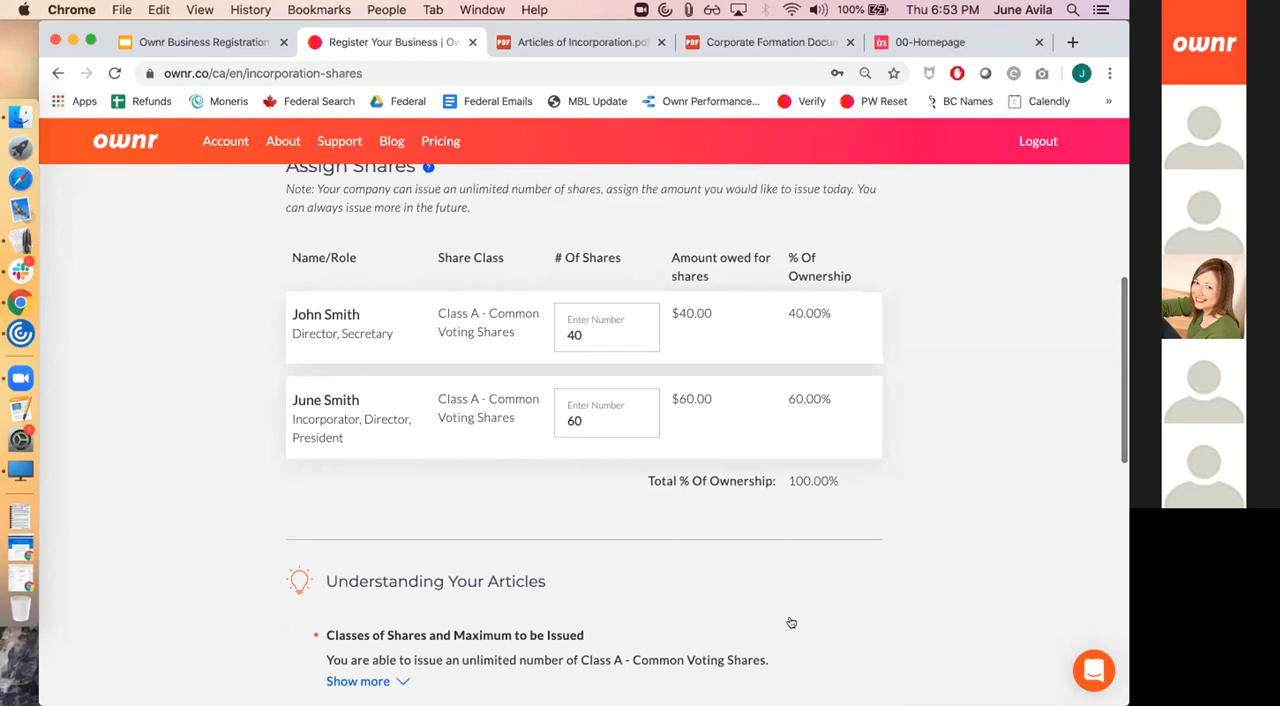 Chrome File Edit View History Bookmarks People Tab Window Help 100% Thu 6:53 PM June Avila
Ownr Business Registration Register Your Business | Ow Articles of Incorporation.pdf Corporate Formation Docum 00-Homepage
ownr.co/ca/en/incorporation-shares J
Apps Refunds Moneris Federal Search Federal Federal Emails MBL Update Ownr Performance... Verify PW Reset BC Names Calendly »
ownr Account About Support Blog Pricing Logout
ownr
Assign Shares ?
Note: Your company can issue an unlimited number of shares, assign the amount you would like to issue today. You
can always issue more in the future.
Name/Role Share Class # Of Shares Amount owed for shares % Of Ownership
John Smith
Director, Secretary
Class A - Common
Voting Shares
Enter Number
40
$40.00
40.00%
June Smith
Incorporator, Director,
President
Class A - Common
Voting Shares
Enter Number
60
$60.00
60.00%
Total % Of Ownership: 100.00%
Understanding Your Articles
Classes of Shares and Maximum to be Issued
You are able to issue an unlimited number of Class A - Common Voting Shares.
Show more